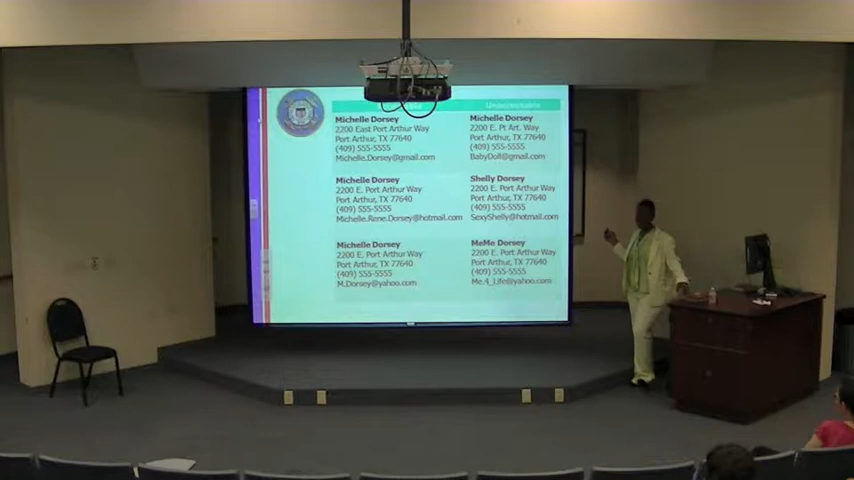 Unacceptable
Michelle Dorsey
2200 East Port Arthur Way
Port Arthur, TX 77640
(409) 555-5555
Michelle.Dorsey@gmail.com
Michelle Dorsey
2200 E. Pt Art. Way
Port Arthur, TX 77640
(409) 555-5555
BabyDoll@gmail.com
Michelle Dorsey
2200 E. Port Arthur Way
Port Arthur, TX 77640
(409) 555-5555
Michelle.Rene.Dorsey@hotmail.com
Shelly Dorsey
2200 E. Port Arthur Way
Port Arthur, TX 77640
(409) 555-5555
SexyShelly@hotmail.com
Michelle Dorsey
2200 E. Port Arthur Way
Port Arthur, TX 77640
(409) 555-5555
M.Dorsey@yahoo.com
MeMe Dorsey
2200 E. Port Arthur Way
Port Arthur, TX 77640
(409) 555-5555
Me.4_Life@yahoo.com